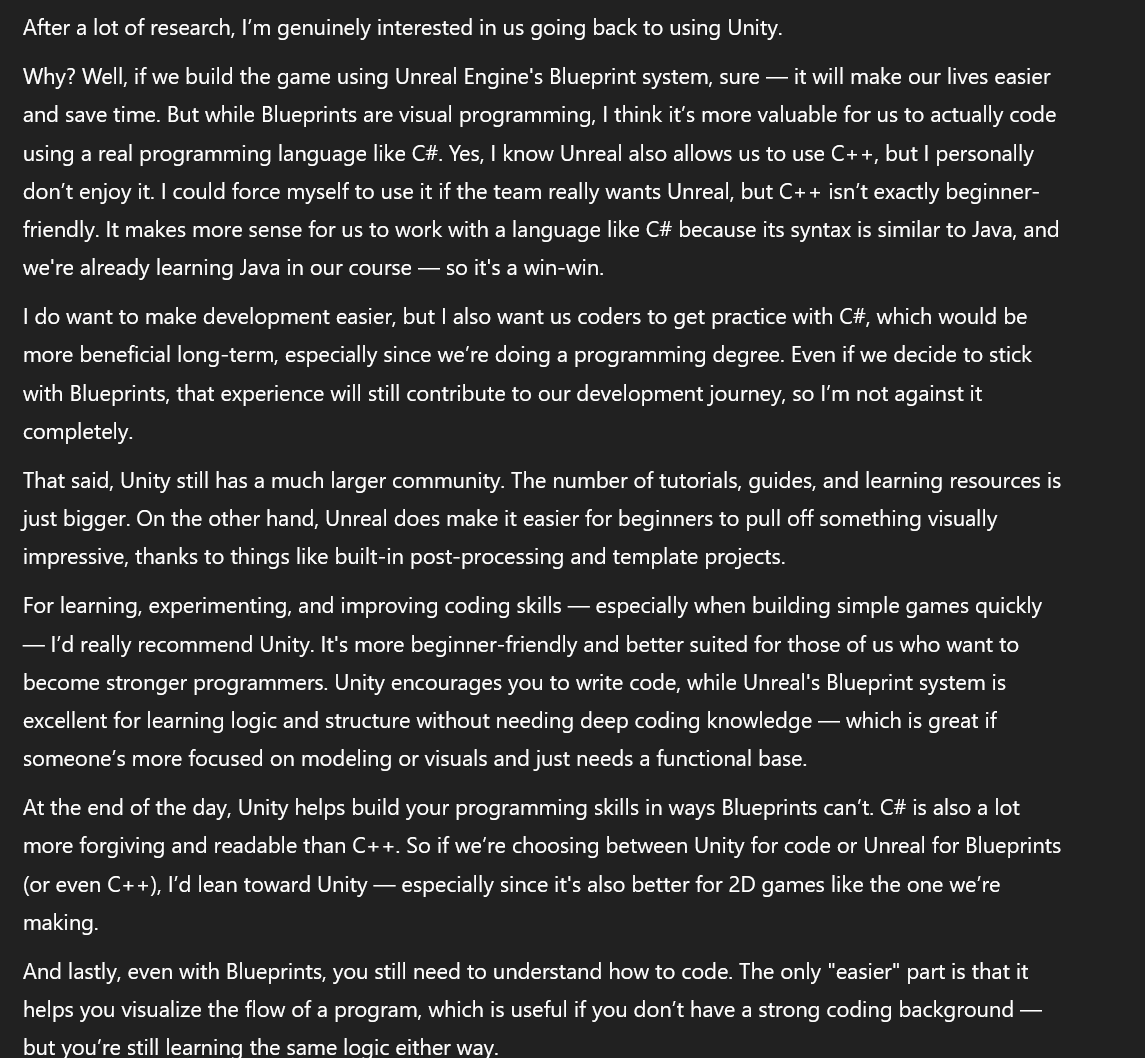 After a lot of research, I’m genuinely interested in us going back to using Unity.
Why? Well, if we build the game using Unreal Engine's Blueprint system, sure — it will make our lives easier
and save time. But while Blueprints are visual programming, I think it’s more valuable for us to actually code
using a real programming language like C#. Yes, I know Unreal also allows us to use C++, but I personally
don’t enjoy it. I could force myself to use it if the team really wants Unreal, but C++ isn’t exactly beginner-
friendly. It makes more sense for us to work with a language like C# because its syntax is similar to Java, and
we're already learning Java in our course — so it's a win-win.
I do want to make development easier, but I also want us coders to get practice with C#, which would be
more beneficial long-term, especially since we’re doing a programming degree. Even if we decide to stick
with Blueprints, that experience will still contribute to our development journey, so I’m not against it
completely.
That said, Unity still has a much larger community. The number of tutorials, guides, and learning resources is
just bigger. On the other hand, Unreal does make it easier for beginners to pull off something visually
impressive, thanks to things like built-in post-processing and template projects.
For learning, experimenting, and improving coding skills — especially when building simple games quickly
— I’d really recommend Unity. It's more beginner-friendly and better suited for those of us who want to
become stronger programmers. Unity encourages you to write code, while Unreal's Blueprint system is
excellent for learning logic and structure without needing deep coding knowledge — which is great if
someone’s more focused on modeling or visuals and just needs a functional base.
At the end of the day, Unity helps build your programming skills in ways Blueprints can’t. C# is also a lot
more forgiving and readable than C++. So if we’re choosing between Unity for code or Unreal for Blueprints
(or even C++), I’d lean toward Unity — especially since it's also better for 2D games like the one we’re
making.
And lastly, even with Blueprints, you still need to understand how to code. The only "easier" part is that it
helps you visualize the flow of a program, which is useful if you don’t have a strong coding background —
but you’re still learning the same logic either way.